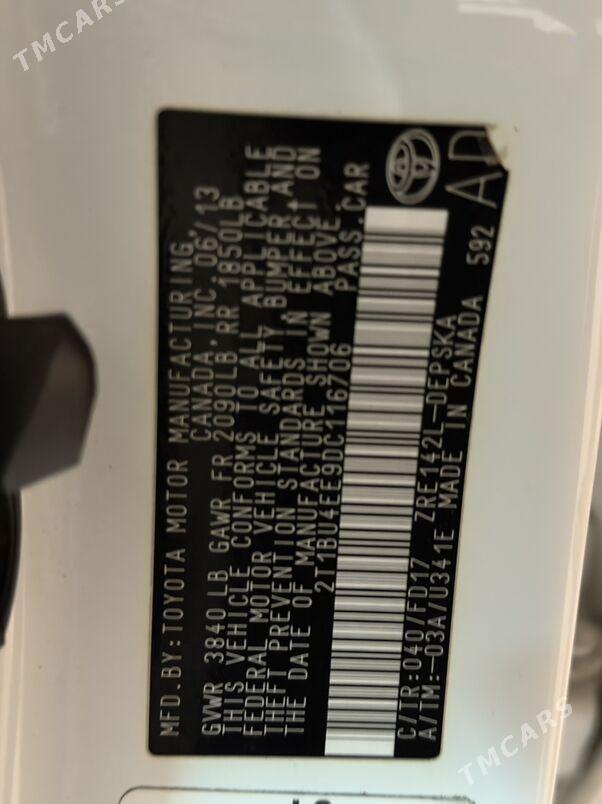 TMCARS
MFD.BY:TOYOTA MOTOR MANUFACTURING
CANADA,INC.06/13
GVWR 3840 LB GAWR FR 2090LB RR 1850LB
THIS VEHICLE CONFORMS TO ALL APPLICABLE
FEDERAL MOTOR VEHICLE SAFETY BUMPER AND
THEFT PREVENTION STANDARDS IN EFFECT ON
THE DATE OF MANUFACTURE SHOWN ABOVE.
2T1BU4EE9DC116706 PASS.CAR
C/TR:040/FD17 ZRE142L-DEPSKA
A/TM:-03A/U341E MADE IN CANADA 592
TMCARS